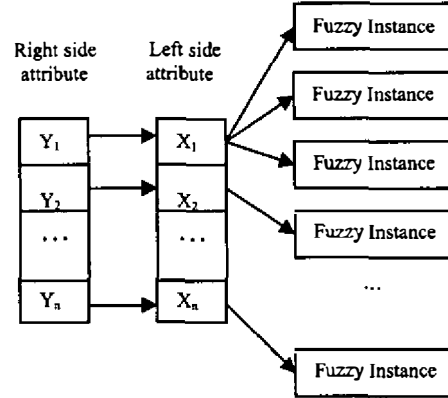 Fuzzy Instance
Right side
attribute
Left side
attribute
Fuzzy Instance
Y1
X1
Fuzzy Instance
Y2
X2
Fuzzy Instance
...
...
...
Yn
Xn
Fuzzy Instance